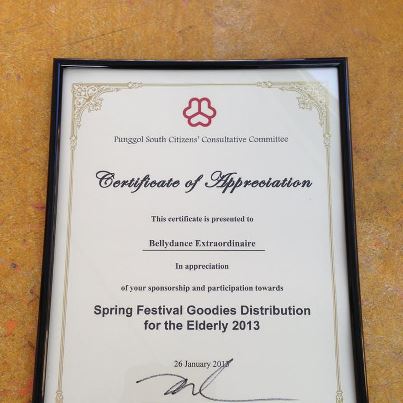 Punggol South Citizens' Consultative Committee
Certificate of Appreciation
This certificate is presented to
Bellydance Extraordinaire
In appreciation
of your sponsorship and participation towards
Spring Festival Goodies Distribution
for the Elderly 2013
26 January 2013